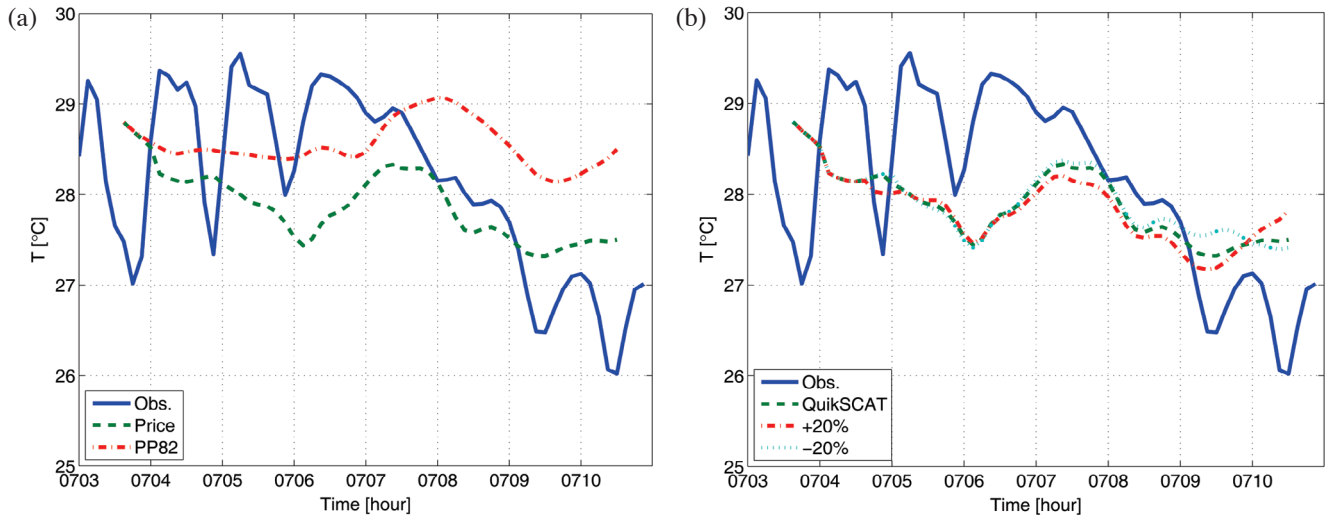 (a)
30
29
28
27
26
25
T [°C]
Obs.
Price
PP82
0703 0704 0705 0706 0707 0708 0709 0710
Time [hour]
(b)
30
29
28
27
26
25
T [°C]
Obs.
QuikSCAT
+20%
−20%
0703 0704 0705 0706 0707 0708 0709 0710
Time [hour]